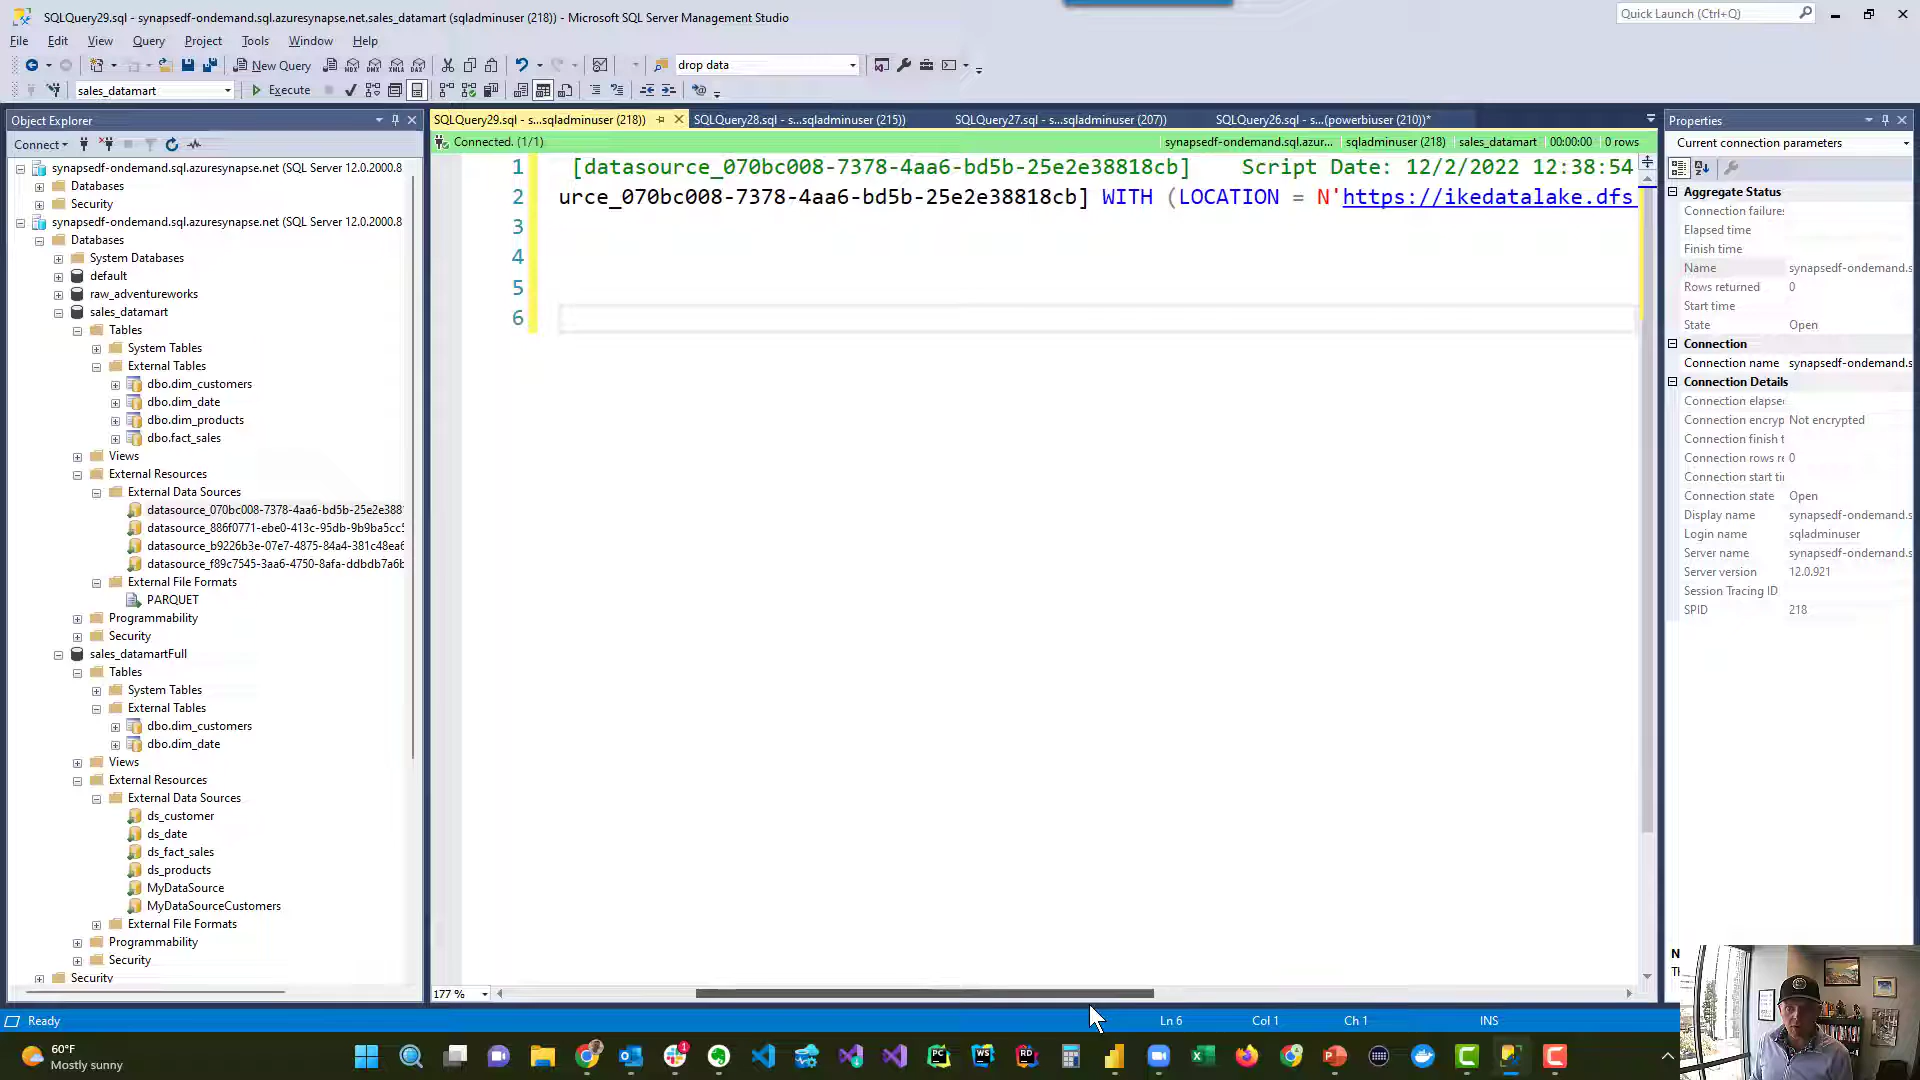 SQLQuery29.sql - synapsedf-ondemand.sql.azuresynapse.net.sales_datamart (sqladminuser (218)) - Microsoft SQL Server Management Studio
Quick Launch (Ctrl+Q)
File Edit View Query Project Tools Window Help
New Query
MDX DMX XMLA DAX
drop data
sales_datamart
Execute
Object Explorer
SQLQuery29.sql - s...sqladminuser (218))
SQLQuery28.sql - s...sqladminuser (215))
SQLQuery27.sql - s...sqladminuser (207))
SQLQuery26.sql - s...(powerbiuser (210))*
Properties
Connect
Connected. (1/1)
synapsedf-ondemand.sql.azur... sqladminuser (218) sales_datamart 00:00:00 0 rows
Current connection parameters
synapsedf-ondemand.sql.azuresynapse.net (SQL Server 12.0.2000.8
Databases
Security
synapsedf-ondemand.sql.azuresynapse.net (SQL Server 12.0.2000.8
Databases
System Databases
default
raw_adventureworks
sales_datamart
Tables
System Tables
External Tables
dbo.dim_customers
dbo.dim_date
dbo.dim_products
dbo.fact_sales
Views
External Resources
External Data Sources
datasource_070bc008-7378-4aa6-bd5b-25e2e388
datasource_886f0771-ebe0-413c-95db-9b9ba5cc5
datasource_b9226b3e-07e7-4875-84a4-381c48ea6
datasource_f89c7545-3aa6-4750-8afa-ddbdb7a6b
External File Formats
PARQUET
Programmability
Security
sales_datamartFull
Tables
System Tables
External Tables
dbo.dim_customers
dbo.dim_date
Views
External Resources
External Data Sources
ds_customer
ds_date
ds_fact_sales
ds_products
MyDataSource
MyDataSourceCustomers
External File Formats
Programmability
Security
Security
1 [datasource_070bc008-7378-4aa6-bd5b-25e2e38818cb] Script Date: 12/2/2022 12:38:54
2 urce_070bc008-7378-4aa6-bd5b-25e2e38818cb] WITH (LOCATION = N'https://ikedatalake.dfs.
3
4
5
6
177 %
Aggregate Status
Connection failures
Elapsed time
Finish time
Name synapsedf-ondemand.s
Rows returned 0
Start time
State Open
Connection
Connection name synapsedf-ondemand.s
Connection Details
Connection elapse
Connection encryp Not encrypted
Connection finish t
Connection rows re 0
Connection start ti
Connection state Open
Display name synapsedf-ondemand.s
Login name sqladminuser
Server name synapsedf-ondemand.s
Server version 12.0.921
Session Tracing ID
SPID 218
N
Ready
Ln 6 Col 1 Ch 1 INS
60°F
Mostly sunny
PC
WS
RD